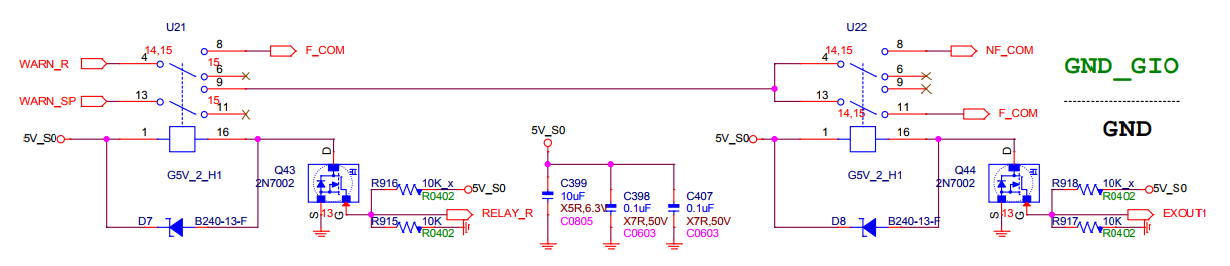 U21
U22
14,15
8
F_COM
14,15
8
NF_COM
WARN_R
4
15
6
9
4
6
9
GND_GIO
WARN_SP
13
15
11
13
14,15
11
F_COM
GND
5V_S0
1
16
5V_S0
5V_S0
1
16
G5V_2_H1
G5V_2_H1
Q43
2N7002
D
S
13
G
R916
10K_x
R0402
5V_S0
RELAY_R
R915
10K
R0402
D7
B240-13-F
C399
10uF
X5R,6.3V
C0805
C398
0.1uF
X7R,50V
C0603
C407
0.1uF
X7R,50V
C0603
Q44
2N7002
D
S
13
G
R918
10K_x
R0402
5V_S0
EXOUT1
R917
10K
R0402
D8
B240-13-F